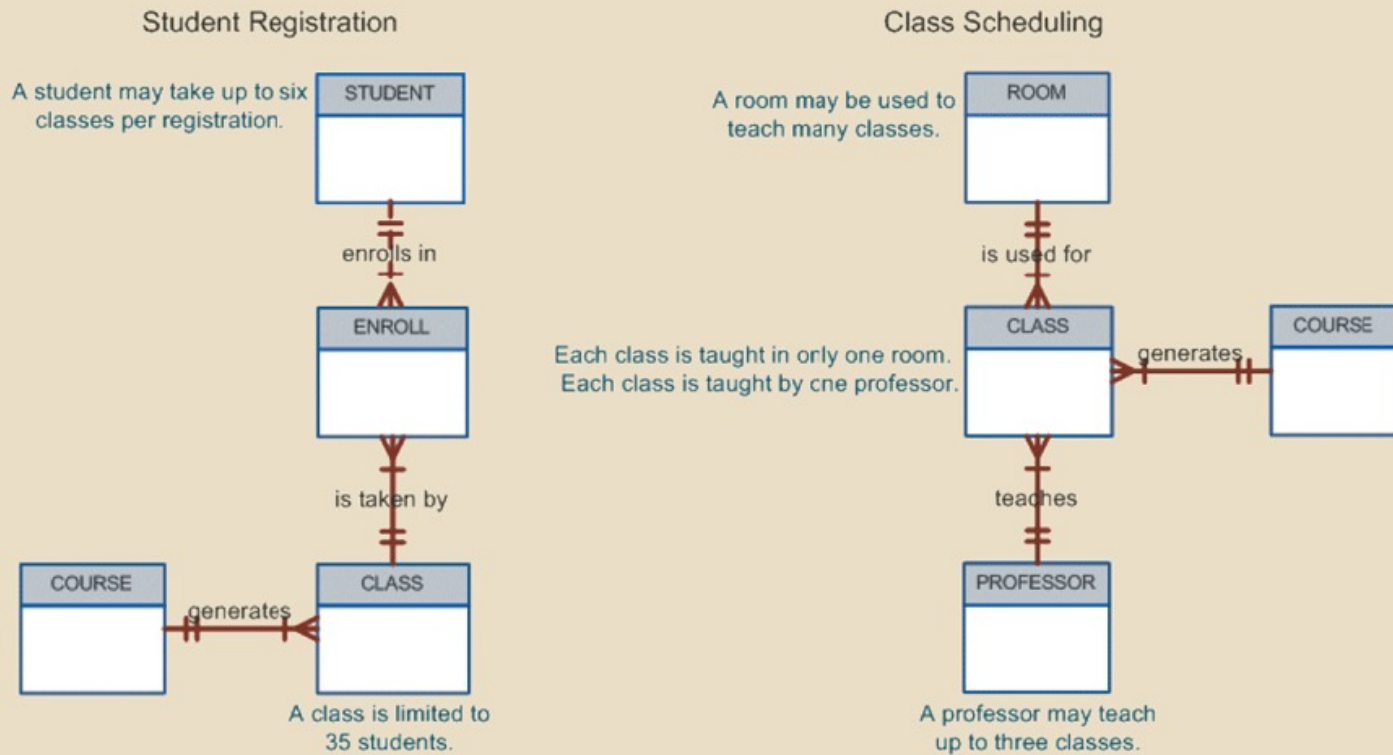 Student Registration
A student may take up to six
classes per registration.
STUDENT
enrolls in
ENROLL
is taken by
COURSE
generates
CLASS
A class is limited to
35 students.
Class Scheduling
A room may be used to
teach many classes.
ROOM
is used for
Each class is taught in only one room.
Each class is taught by one professor.
CLASS
generates
COURSE
teaches
PROFESSOR
A professor may teach
up to three classes.